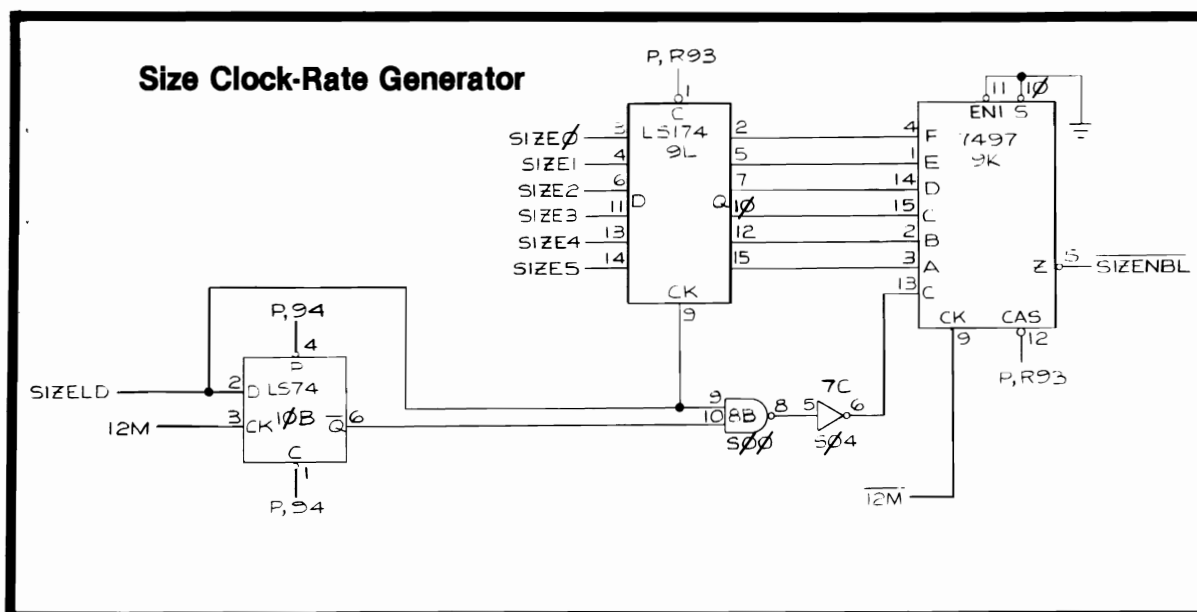 Size Clock-Rate Generator
P, R93
1
C
LS174
9L
SIZEØ 3 2
SIZE1 4 5
SIZE2 6 7
SIZE3 11 D Q 1Ø
SIZE4 13 12
SIZE5 14 15
CK
9
11 1Ø
EN1 S
7497
9K
4 F
1 E
14 D
15 C
2 B
3 A
13 C
Z 5 SIZENBL
CK CAS
9 12
P, R93
12M
P, 94
4
P
SIZELD 2 D LS74
12M 3 CK 1ØB Q 6
C
1
P, 94
9
10 8B 8
SØØ
7C
5 6
SØ4